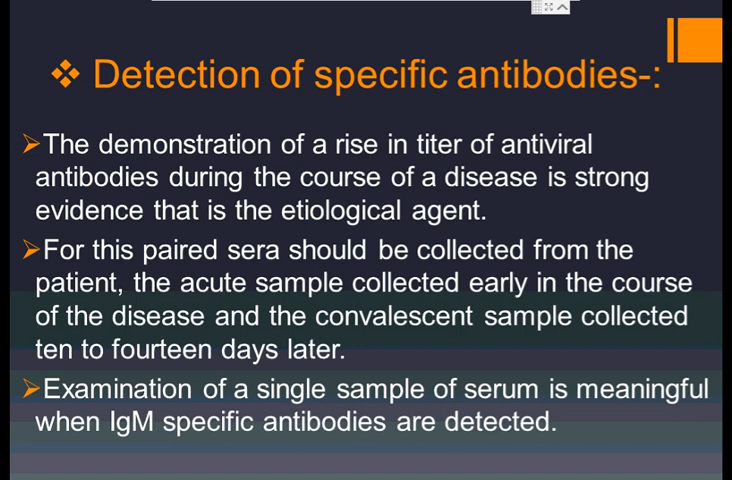 ❖ Detection of specific antibodies-:
➢The demonstration of a rise in titer of antiviral
antibodies during the course of a disease is strong
evidence that is the etiological agent.
➢For this paired sera should be collected from the
patient, the acute sample collected early in the course
of the disease and the convalescent sample collected
ten to fourteen days later.
➢Examination of a single sample of serum is meaningful
when IgM specific antibodies are detected.